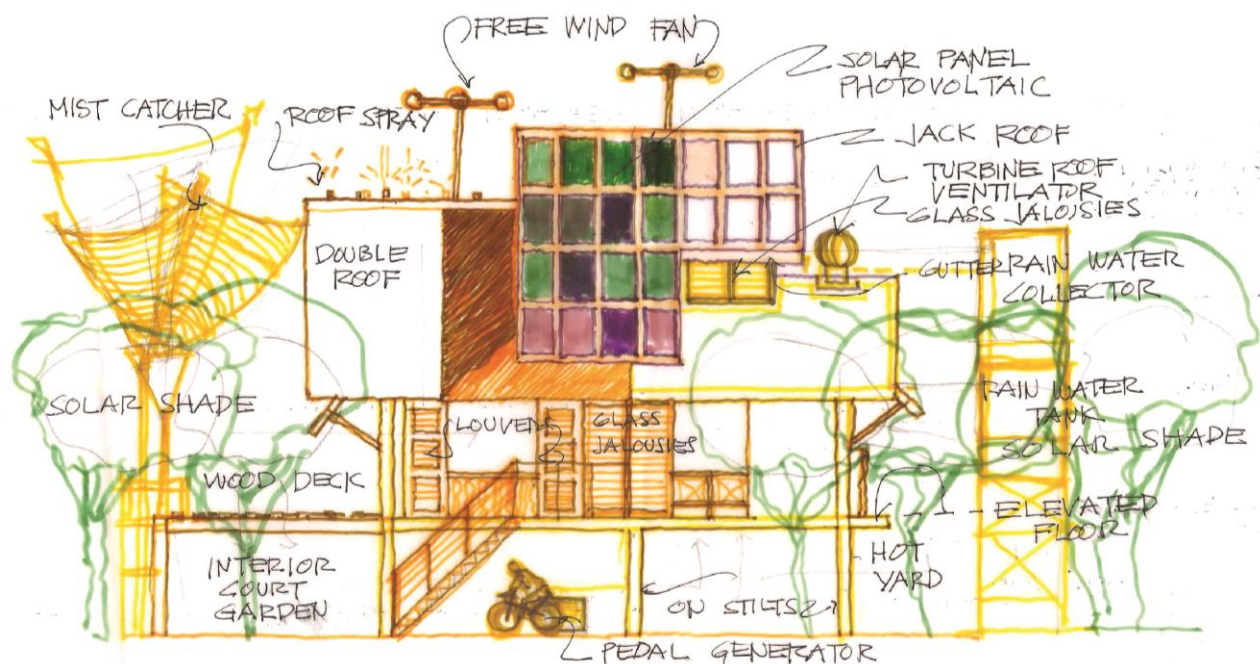 FREE WIND FAN
SOLAR PANEL
PHOTOVOLTAIC
MIST CATCHER
ROOF SPRAY
JACK ROOF
TURBINE ROOF
VENTILATOR
GLASS JALOUSIES
DOUBLE
ROOF
GUTTER
RAIN WATER
COLLECTOR
SOLAR SHADE
LOUVER
GLASS
JALOUSIES
RAIN WATER
TANK
SOLAR SHADE
WOOD DECK
ELEVATED
FLOOR
INTERIOR
COURT
GARDEN
HOT
YARD
ON STILTS
PEDAL GENERATOR